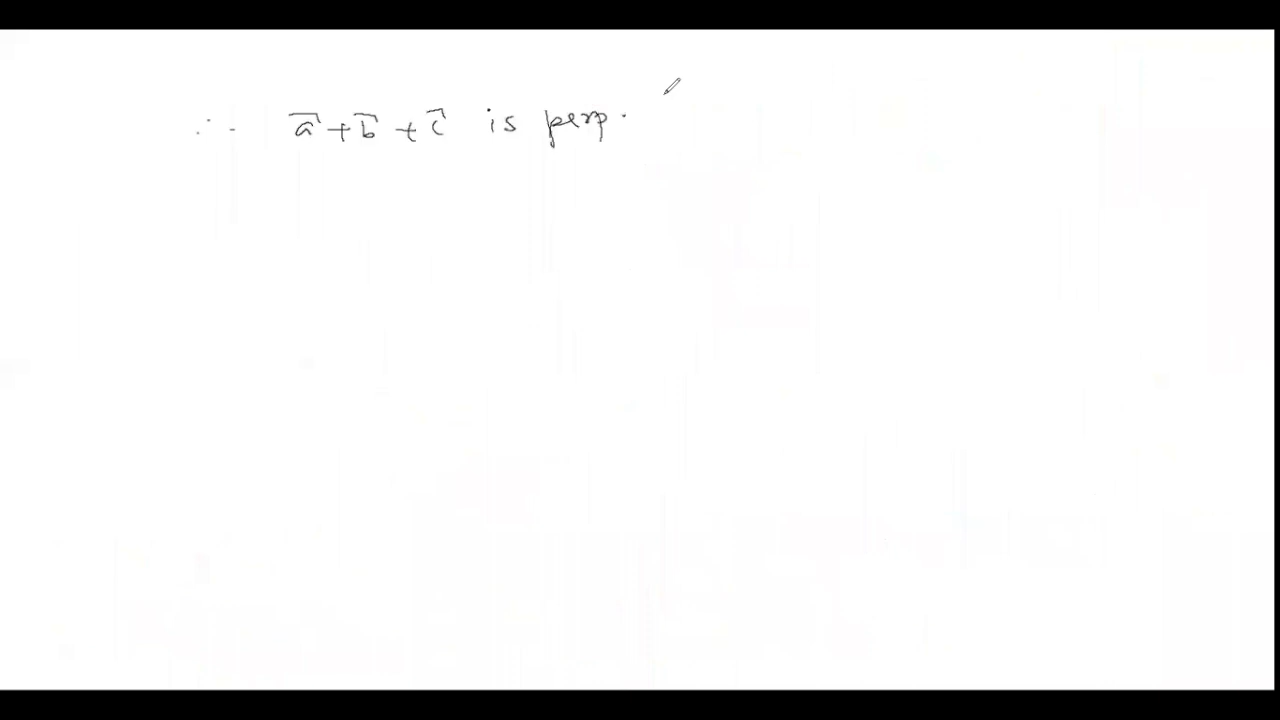 ∴ a⃗ + b⃗ + c⃗ is perp.